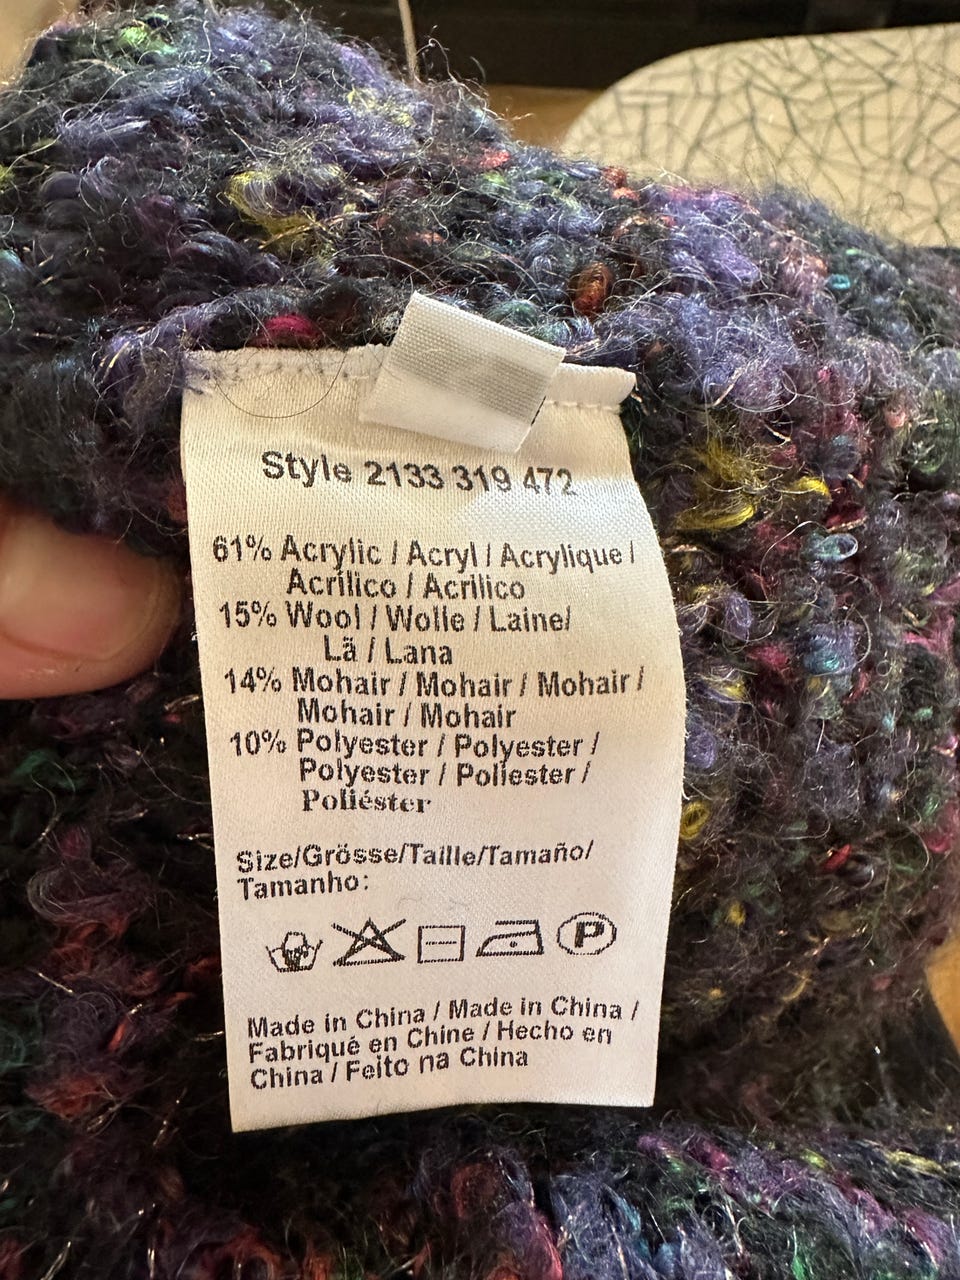 Style 2133 319 472
61% Acrylic / Acryl / Acrylique /
Acrílico / Acrilico
15% Wool / Wolle / Laine/
Lã / Lana
14% Mohair / Mohair / Mohair /
Mohair / Mohair
10% Polyester / Polyester /
Polyester / Poliester /
Poliéster
Size/Grösse/Taille/Tamaño/
Tamanho:
P
Made in China / Made in China /
Fabriqué en Chine / Hecho en
China / Feito na China